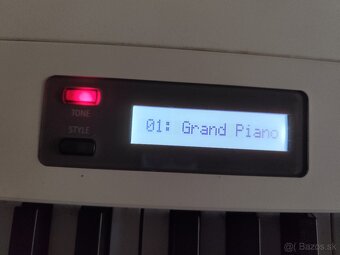 TONE
01: Grand Piano
STYLE
bazos.sk